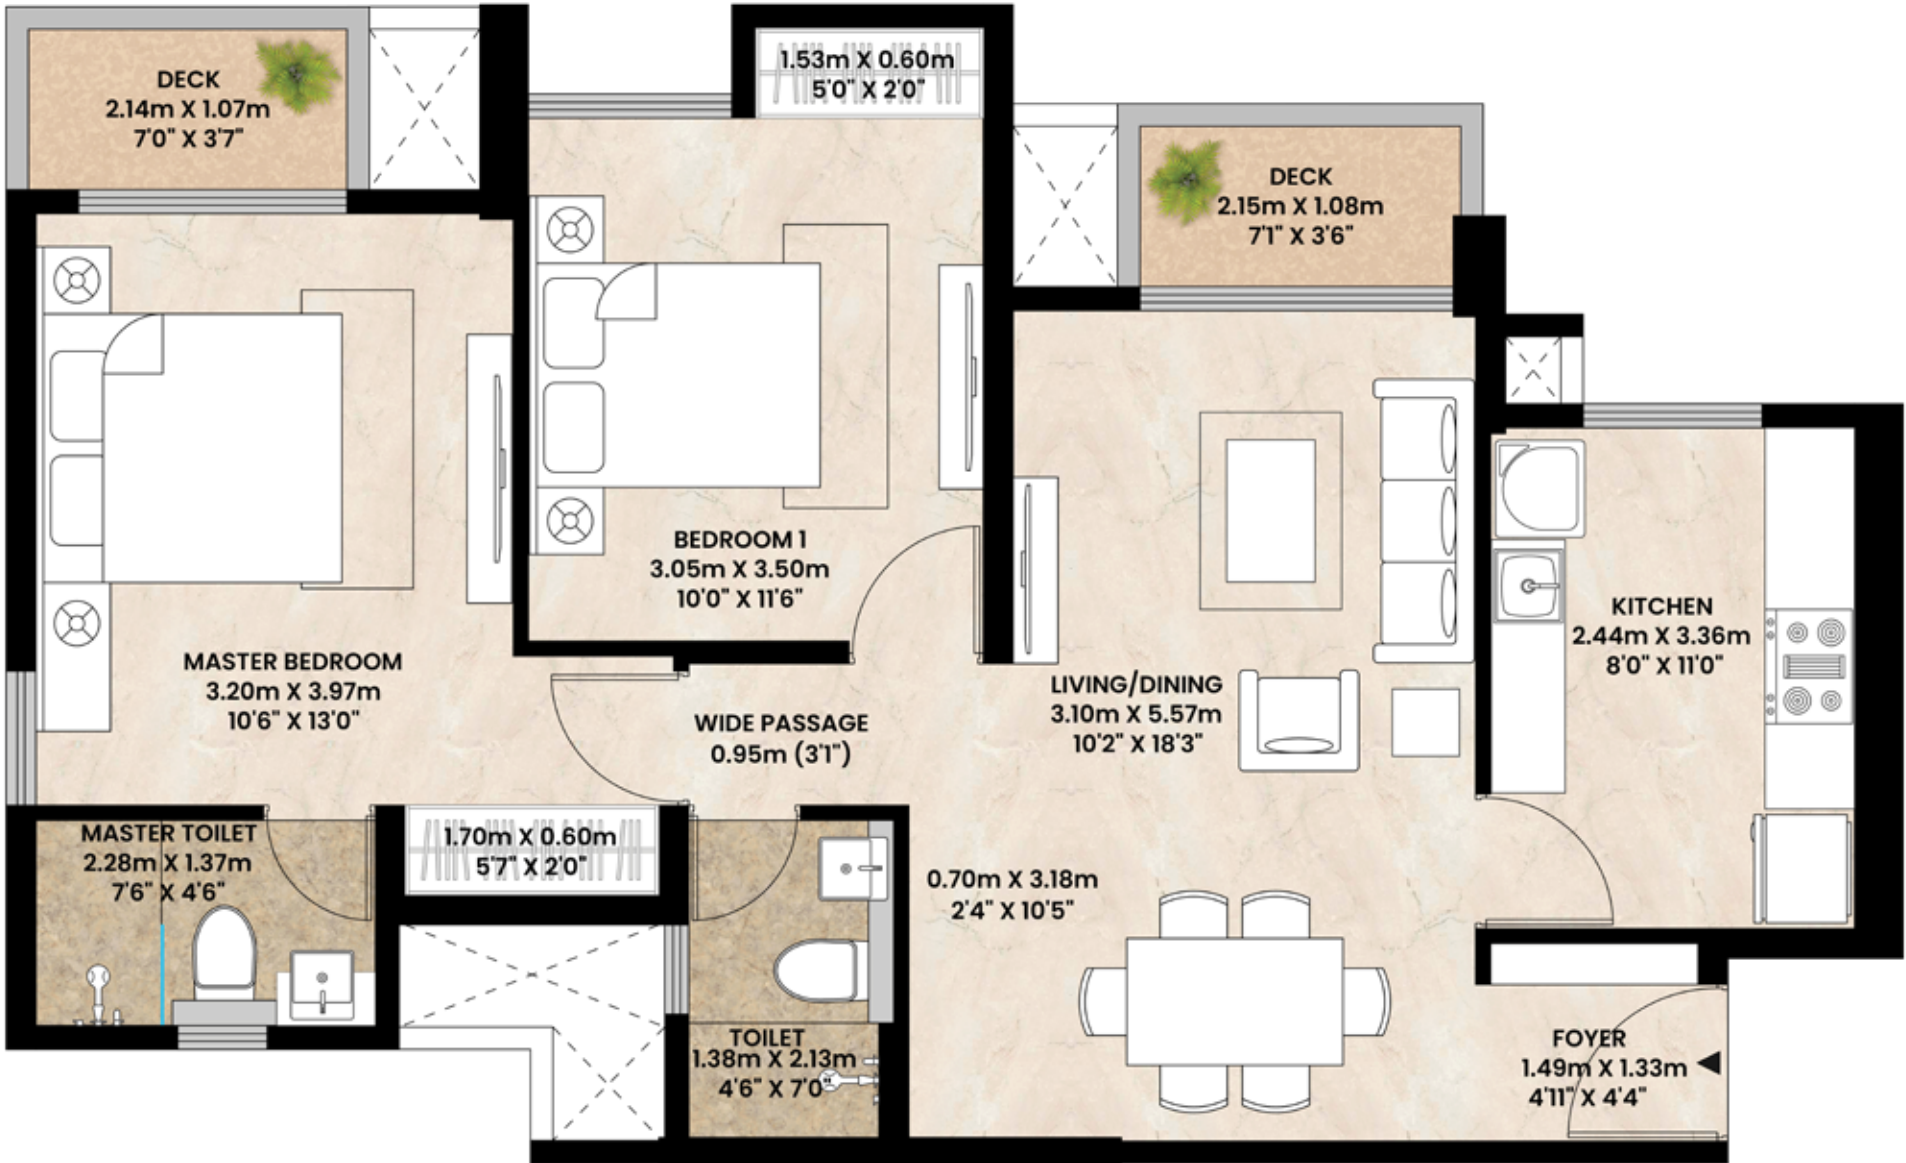 DECK
2.14m X 1.07m
7'0" X 3'7"
1.53m X 0.60m
5'0" X 2'0"
DECK
2.15m X 1.08m
7'1" X 3'6"
BEDROOM 1
3.05m X 3.50m
10'0" X 11'6"
KITCHEN
2.44m X 3.36m
8'0" X 11'0"
MASTER BEDROOM
3.20m X 3.97m
10'6" X 13'0"
WIDE PASSAGE
0.95m (3'1")
LIVING/DINING
3.10m X 5.57m
10'2" X 18'3"
MASTER TOILET
2.28m X 1.37m
7'6" X 4'6"
1.70m X 0.60m
5'7" X 2'0"
0.70m X 3.18m
2'4" X 10'5"
TOILET
1.38m X 2.13m
4'6" X 7'0
FOYER
1.49m X 1.33m
4'11" X 4'4"